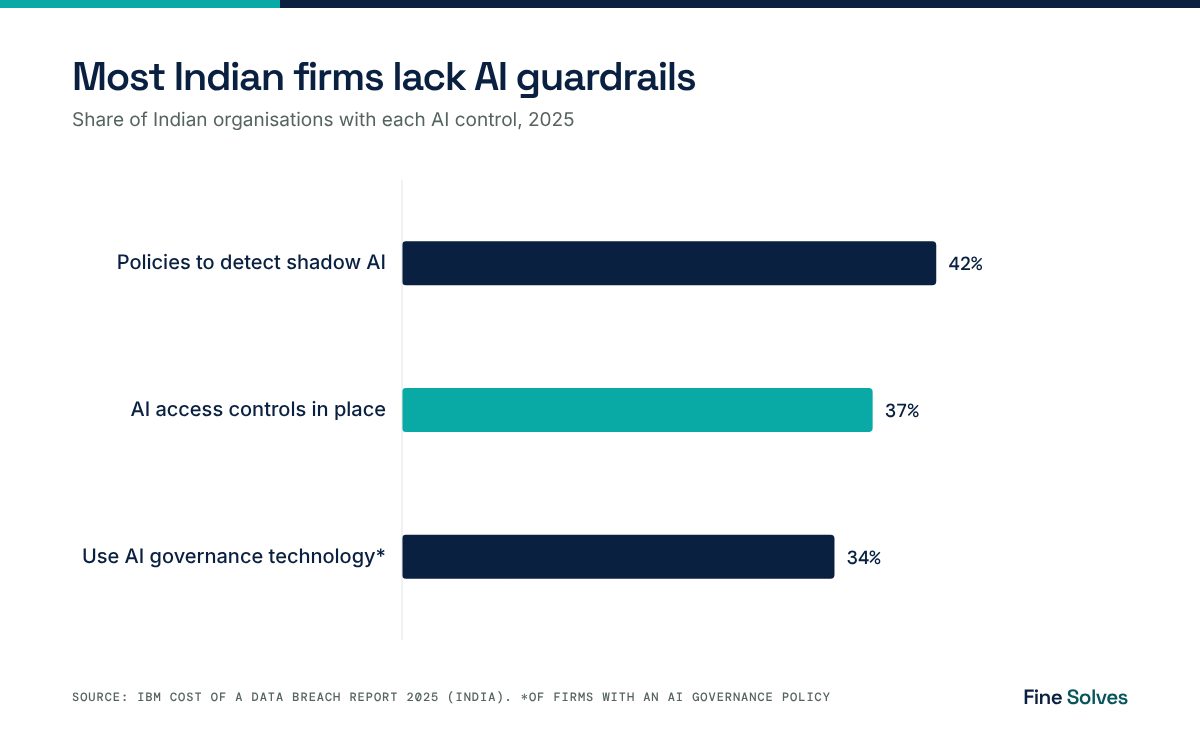 Most Indian firms lack AI guardrails
Share of Indian organisations with each AI control, 2025
Policies to detect shadow AI
42%
AI access controls in place
37%
Use AI governance technology*
34%
SOURCE: IBM COST OF A DATA BREACH REPORT 2025 (INDIA). *OF FIRMS WITH AN AI GOVERNANCE POLICY
Fine Solves